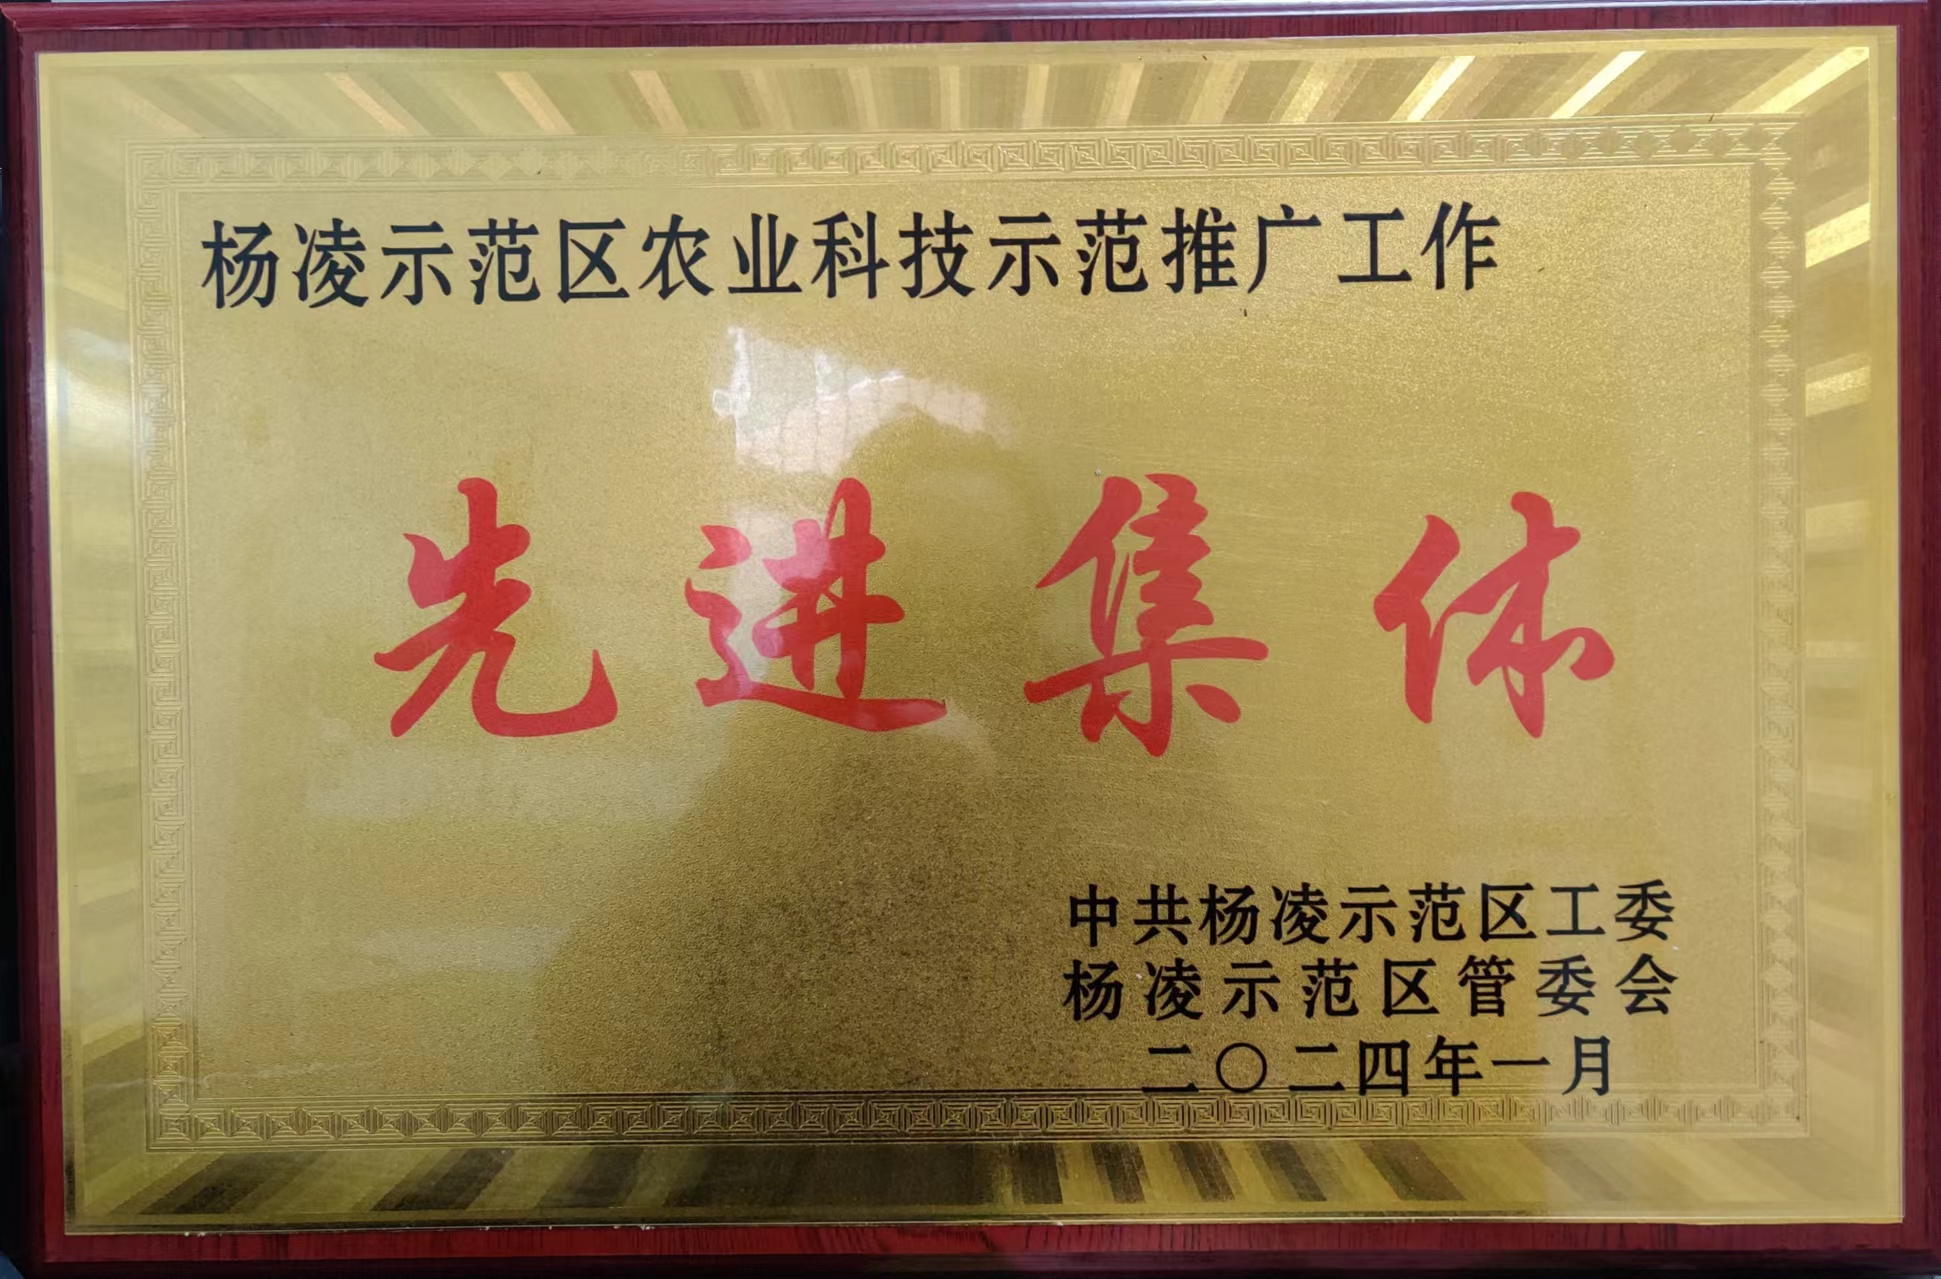 杨凌示范区农业科技示范推广工作
先进集体
中共杨凌示范区工委
杨凌示范区管委会
二〇二四年一月